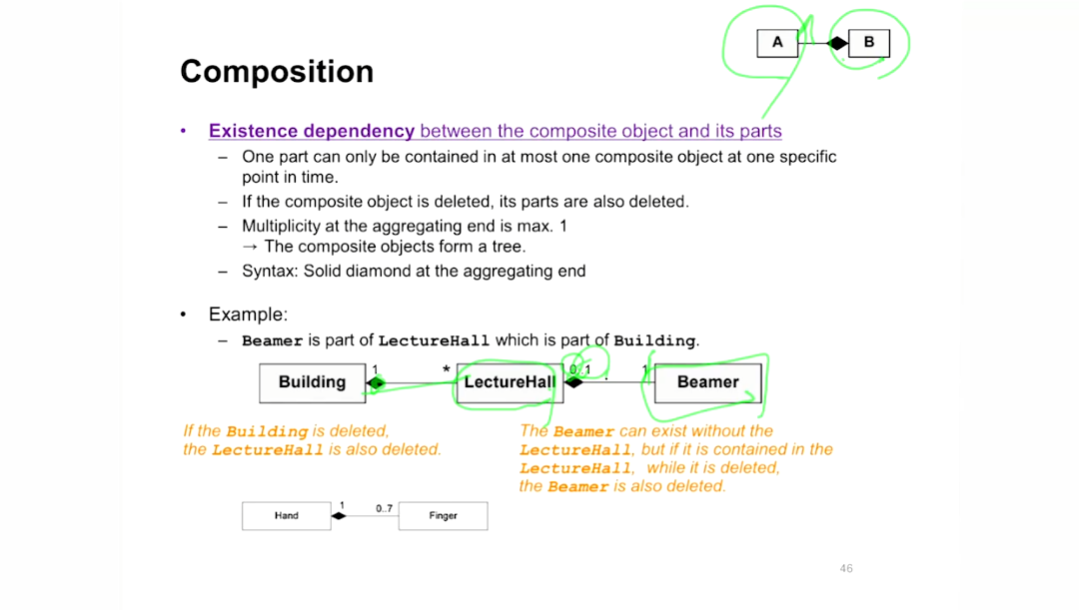 A B
Composition
• Existence dependency between the composite object and its parts
– One part can only be contained in at most one composite object at one specific
point in time.
– If the composite object is deleted, its parts are also deleted.
– Multiplicity at the aggregating end is max. 1
→ The composite objects form a tree.
– Syntax: Solid diamond at the aggregating end
• Example:
– Beamer is part of LectureHall which is part of Building.
1 * 0..1 1
Building LectureHall Beamer
If the Building is deleted,
the LectureHall is also deleted.
The Beamer can exist without the
LectureHall, but if it is contained in the
LectureHall, while it is deleted,
the Beamer is also deleted.
1 0..7
Hand Finger
46